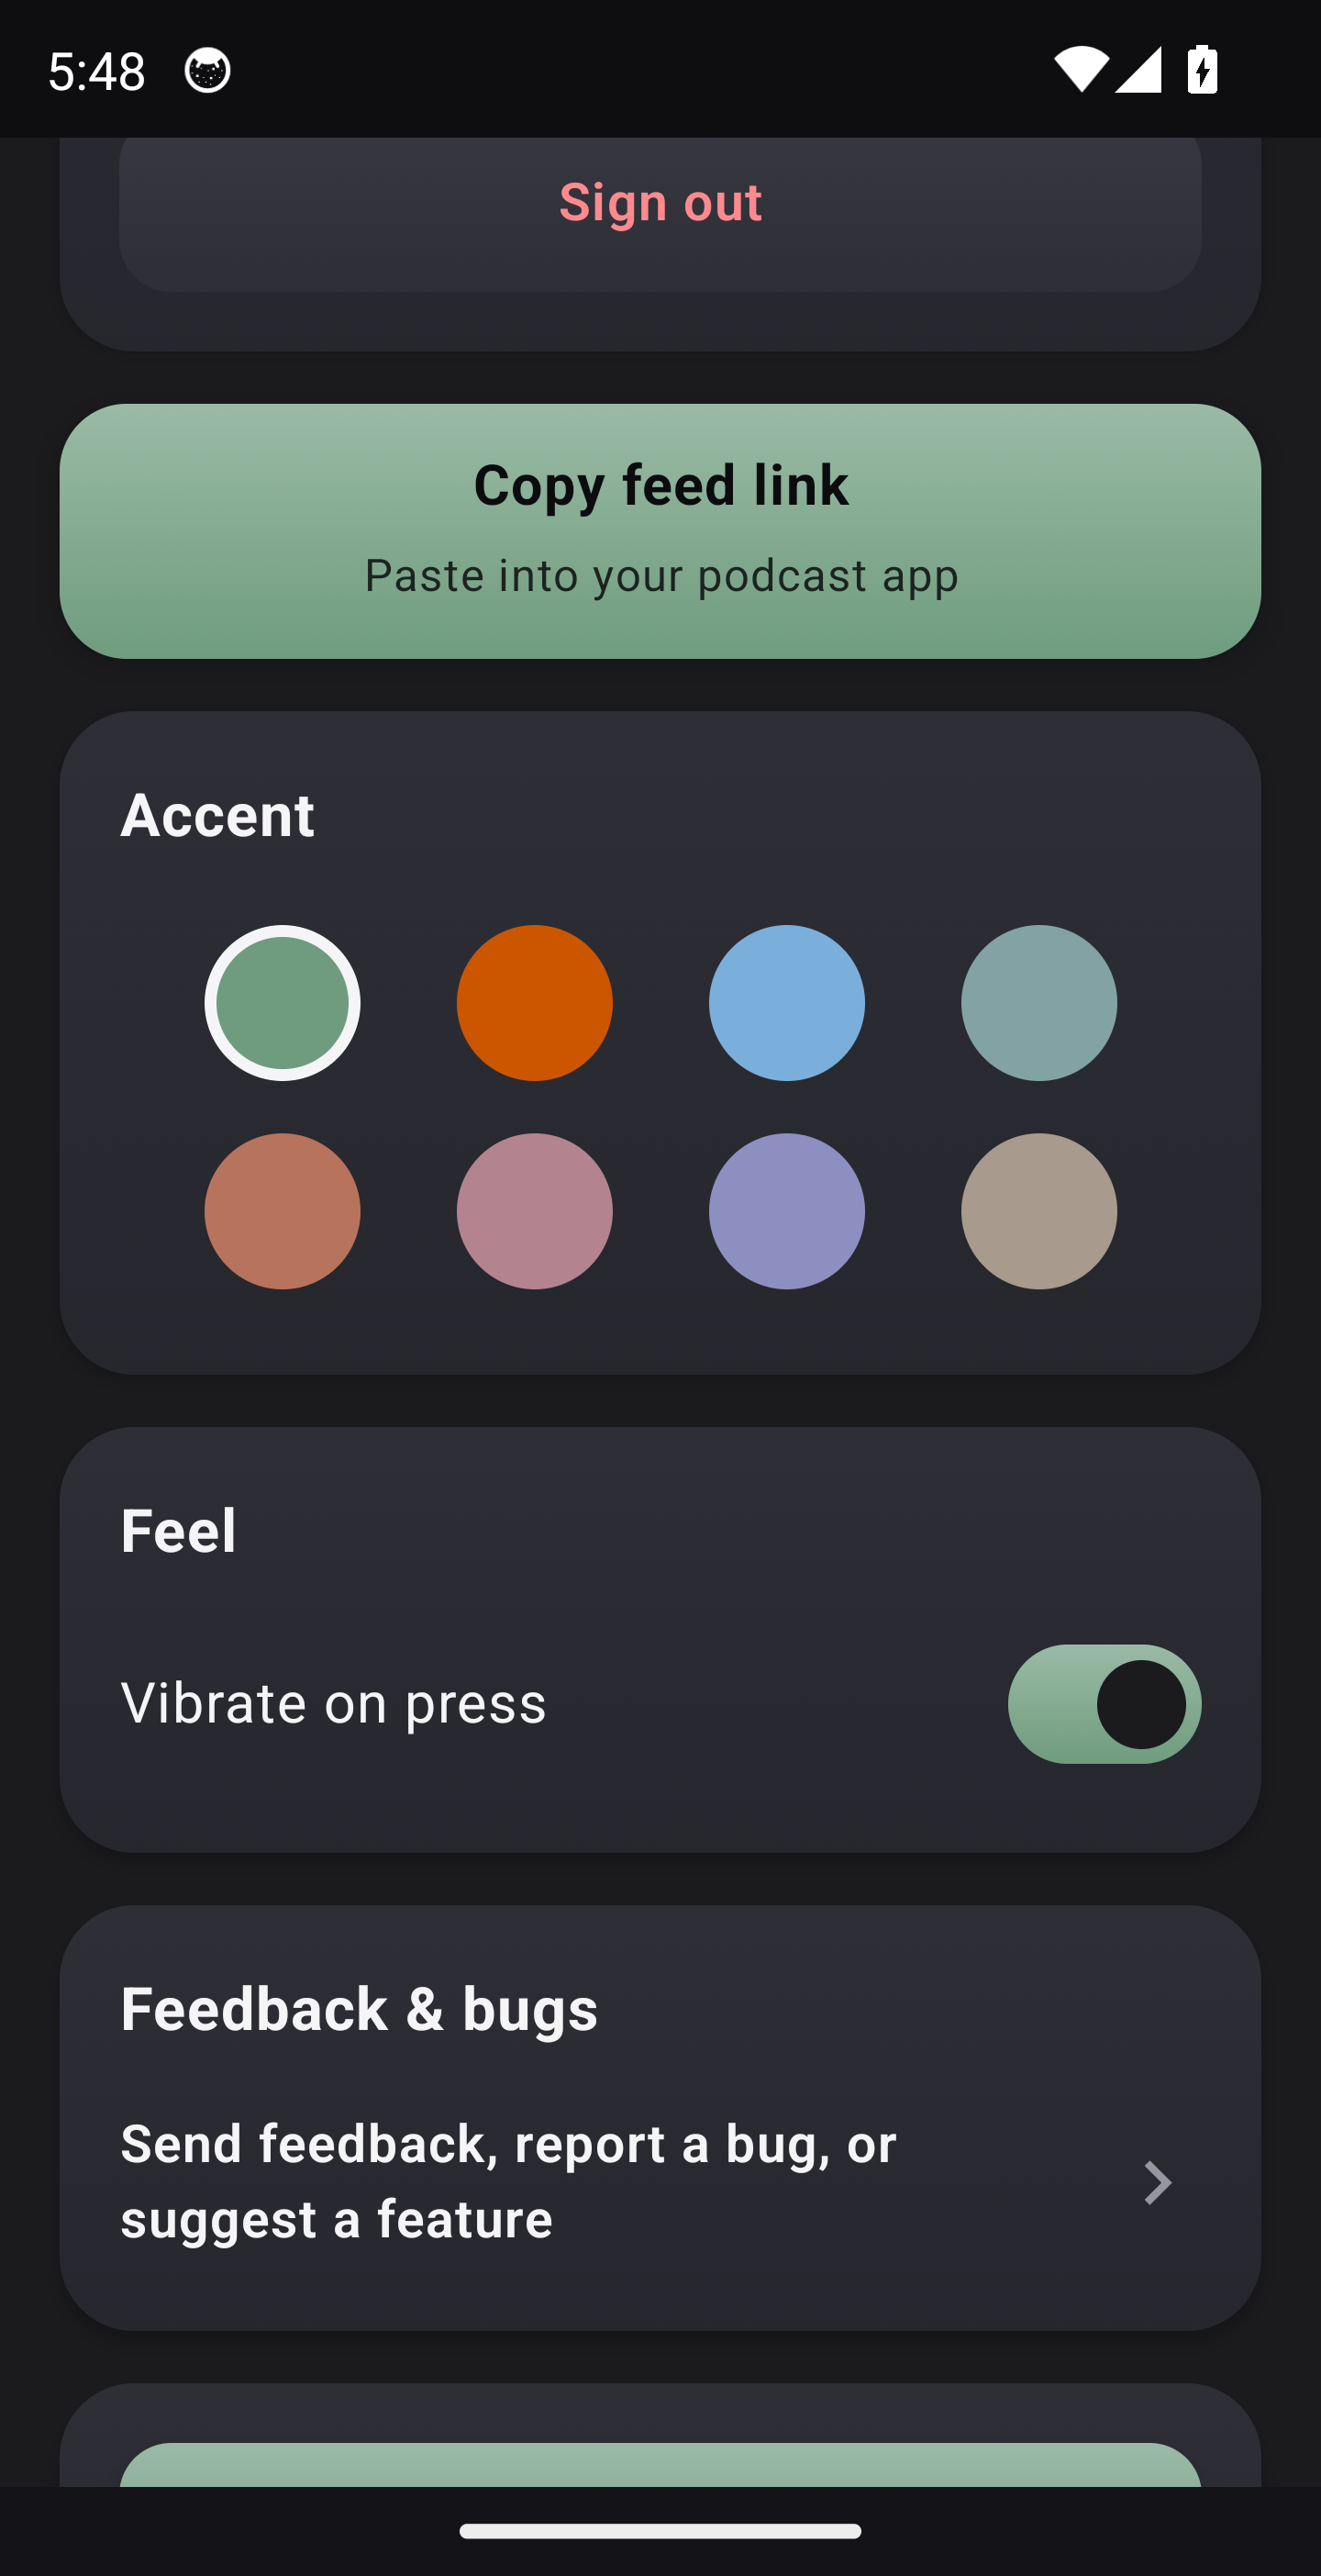 5:48
Sign out
Copy feed link
Paste into your podcast app
Accent
Feel
Vibrate on press
Feedback & bugs
Send feedback, report a bug, or
suggest a feature